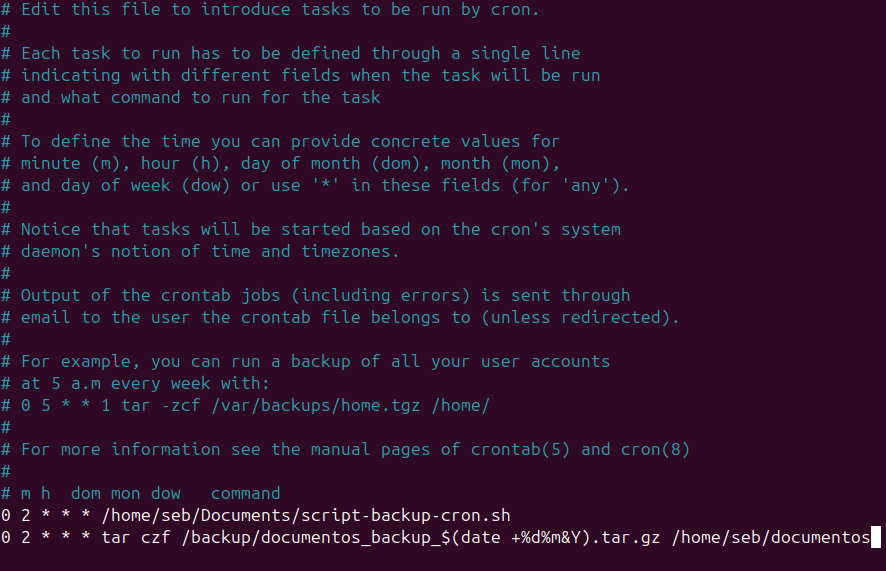 # Edit this file to introduce tasks to be run by cron.
#
# Each task to run has to be defined through a single line
# indicating with different fields when the task will be run
# and what command to run for the task
#
# To define the time you can provide concrete values for
# minute (m), hour (h), day of month (dom), month (mon),
# and day of week (dow) or use '*' in these fields (for 'any').
#
# Notice that tasks will be started based on the cron's system
# daemon's notion of time and timezones.
#
# Output of the crontab jobs (including errors) is sent through
# email to the user the crontab file belongs to (unless redirected).
#
# For example, you can run a backup of all your user accounts
# at 5 a.m every week with:
# 0 5 * * 1 tar -zcf /var/backups/home.tgz /home/
#
# For more information see the manual pages of crontab(5) and cron(8)
#
# m h  dom mon dow   command
0 2 * * * /home/seb/Documents/script-backup-cron.sh
0 2 * * * tar czf /backup/documentos_backup_$(date +%d%m&Y).tar.gz /home/seb/documentos